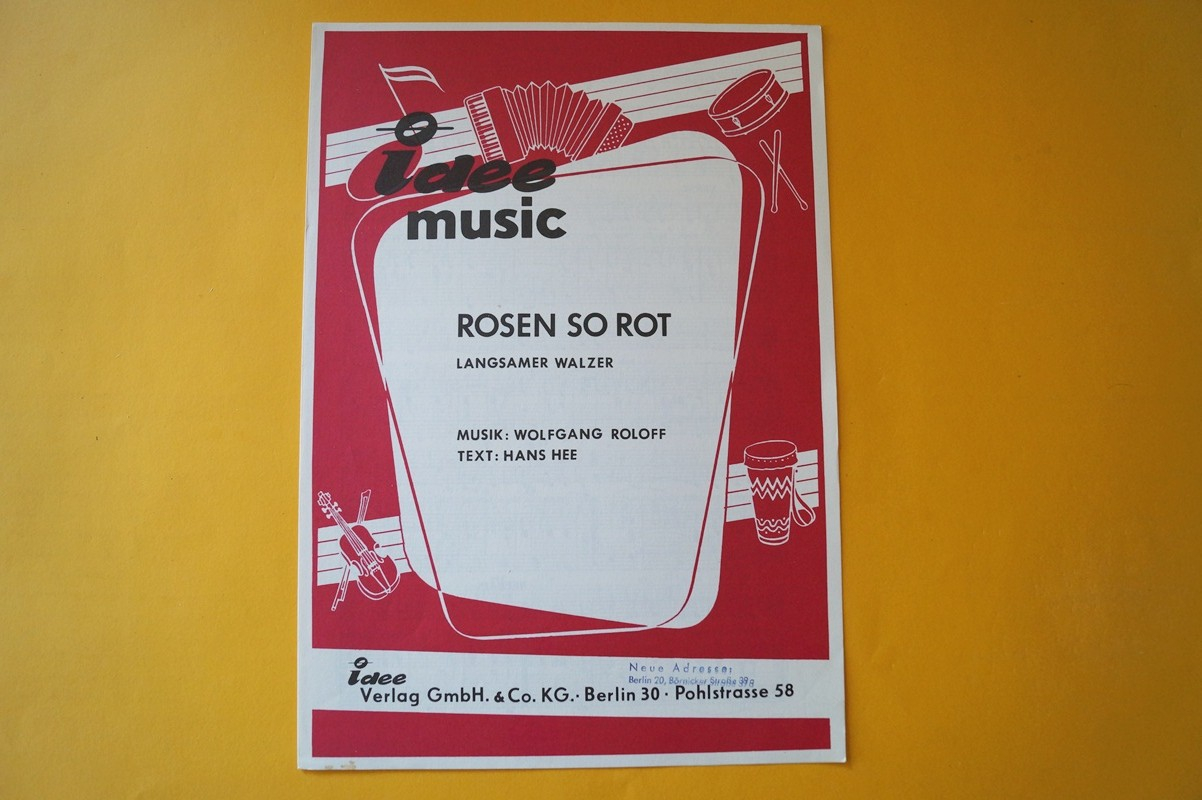 idee
music
ROSEN SO ROT
LANGSAMER WALZER
MUSIK: WOLFGANG ROLOFF
TEXT: HANS HEE
Neue Adresse:
Berlin 20, Börnicker Straße
idee
Verlag GmbH. & Co. KG. · Berlin 30 · Pohlstrasse 58